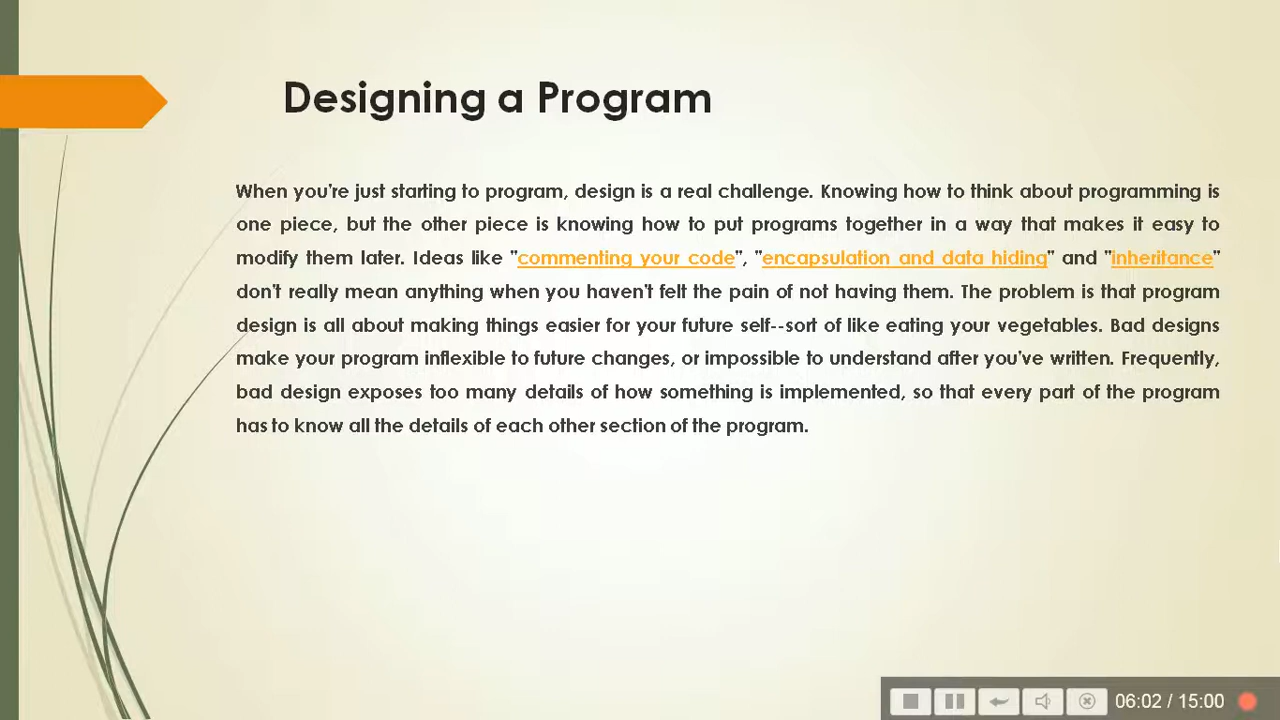 Designing a Program
When you're just starting to program, design is a real challenge. Knowing how to think about programming is
one piece, but the other piece is knowing how to put programs together in a way that makes it easy to
modify them later. Ideas like "commenting your code", "encapsulation and data hiding" and "inheritance"
don't really mean anything when you haven't felt the pain of not having them. The problem is that program
design is all about making things easier for your future self--sort of like eating your vegetables. Bad designs
make your program inflexible to future changes, or impossible to understand after you've written. Frequently,
bad design exposes too many details of how something is implemented, so that every part of the program
has to know all the details of each other section of the program.
06:02 / 15:00